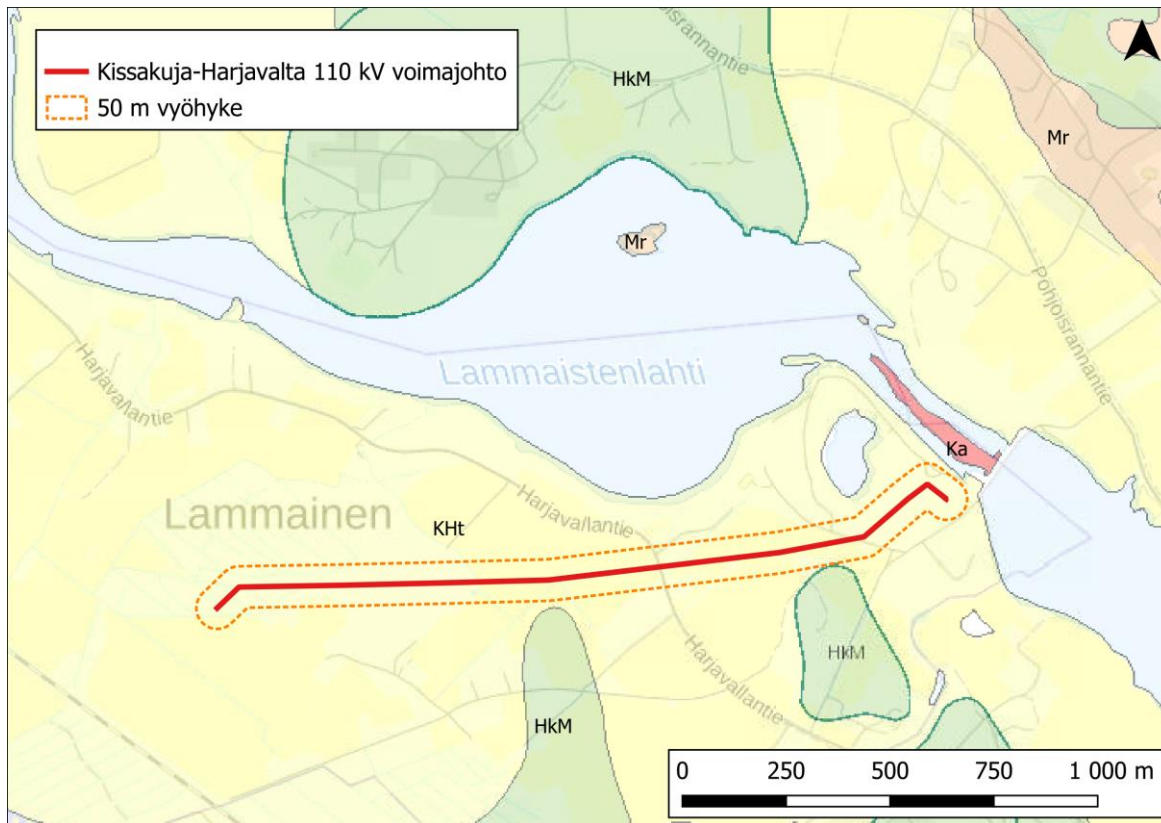 Kissakuja-Harjavalta 110 kV voimajohto
50 m vyöhyke
HkM
Pohjoisrannantie
Mr
Mr
Pohjoisrannantie
Lammaistenlahti
Harjavallantie
Ka
Lammainen
KHt
Harjavallantie
Harjavallantie
HkM
HkM
0 250 500 750 1 000 m